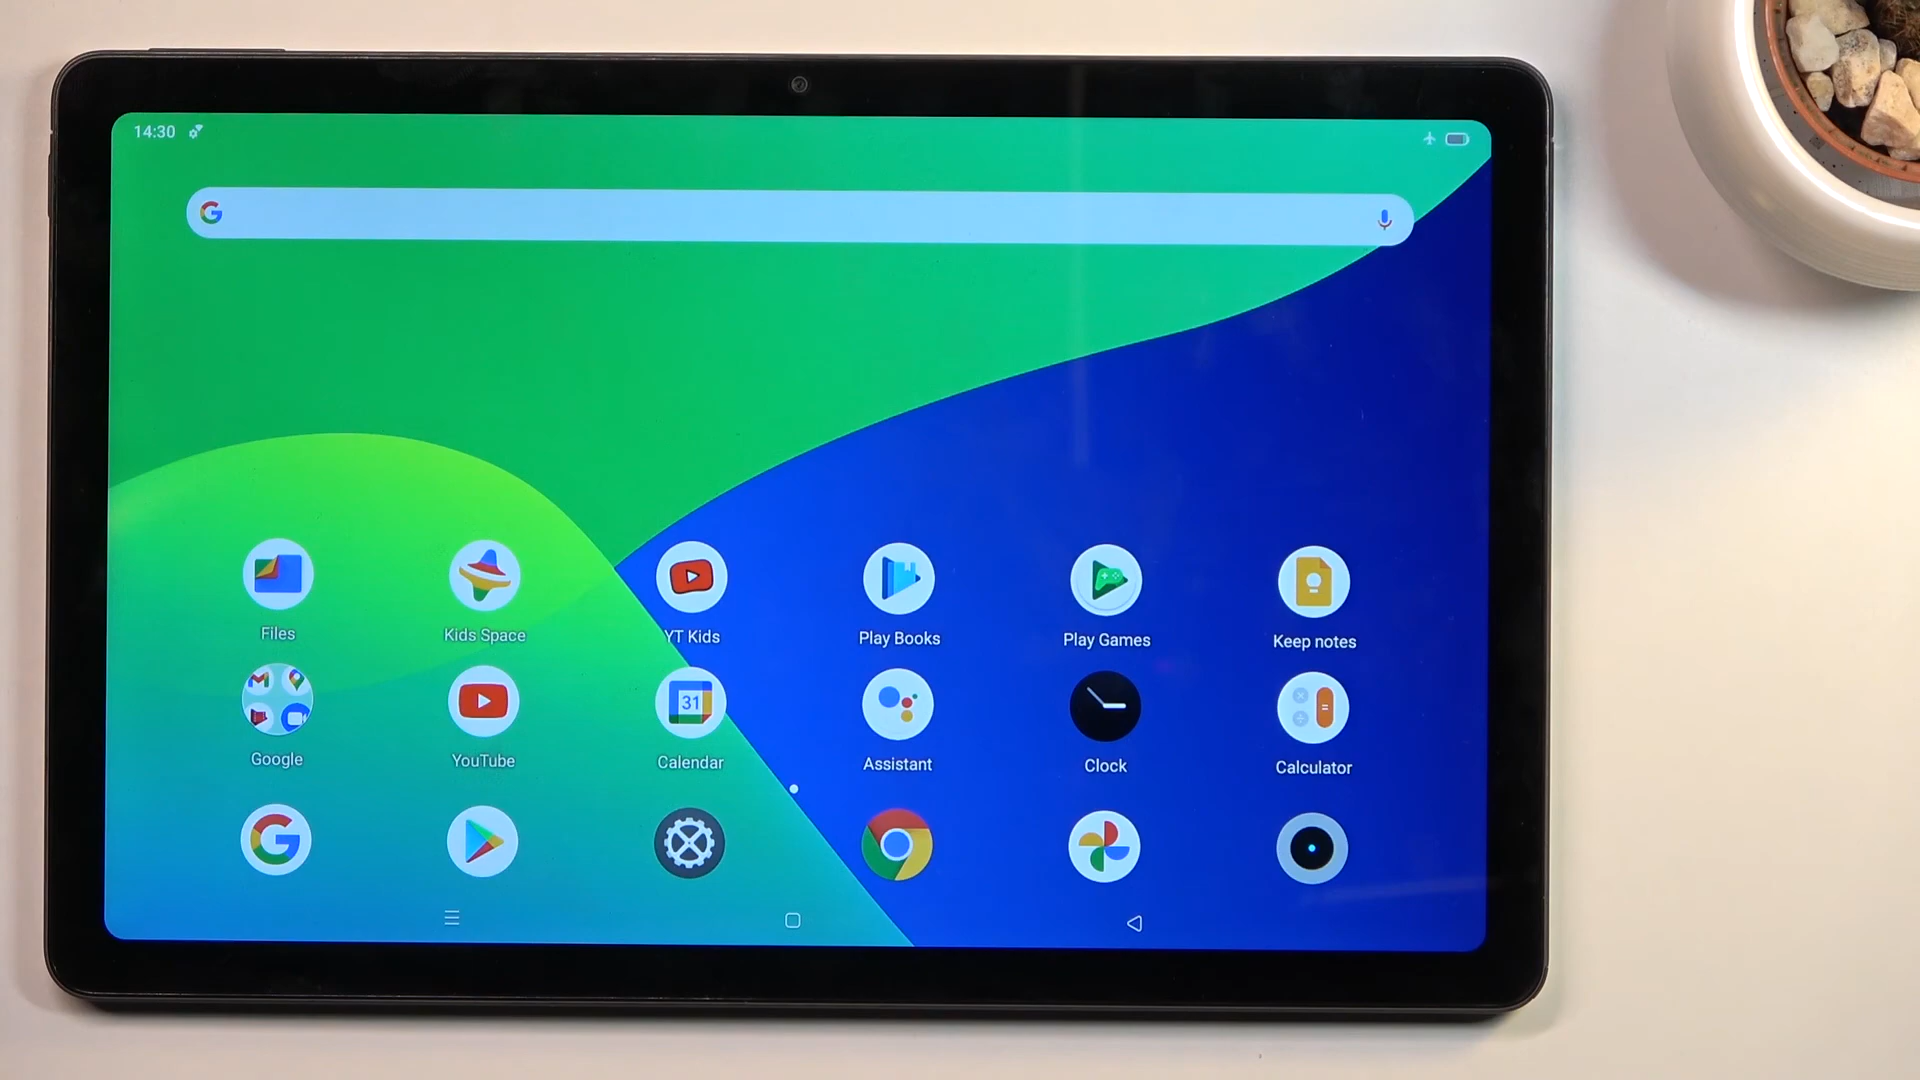 14:30
Files
Kids Space
YT Kids
Play Books
Play Games
Keep notes
Google
YouTube
31
Calendar
Assistant
Clock
Calculator